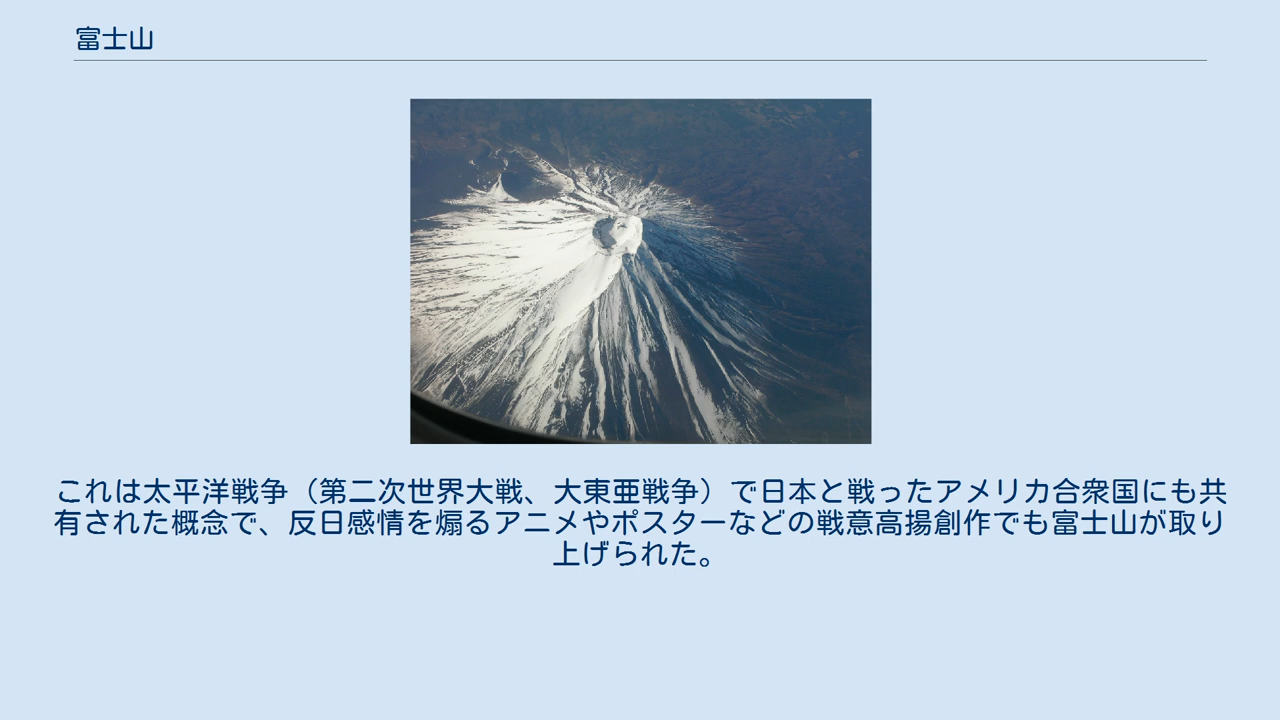 富士山
これは太平洋戦争（第二次世界大戦、大東亜戦争）で日本と戦ったアメリカ合衆国にも共
有された概念で、反日感情を煽るアニメやポスターなどの戦意高揚創作でも富士山が取り
上げられた。